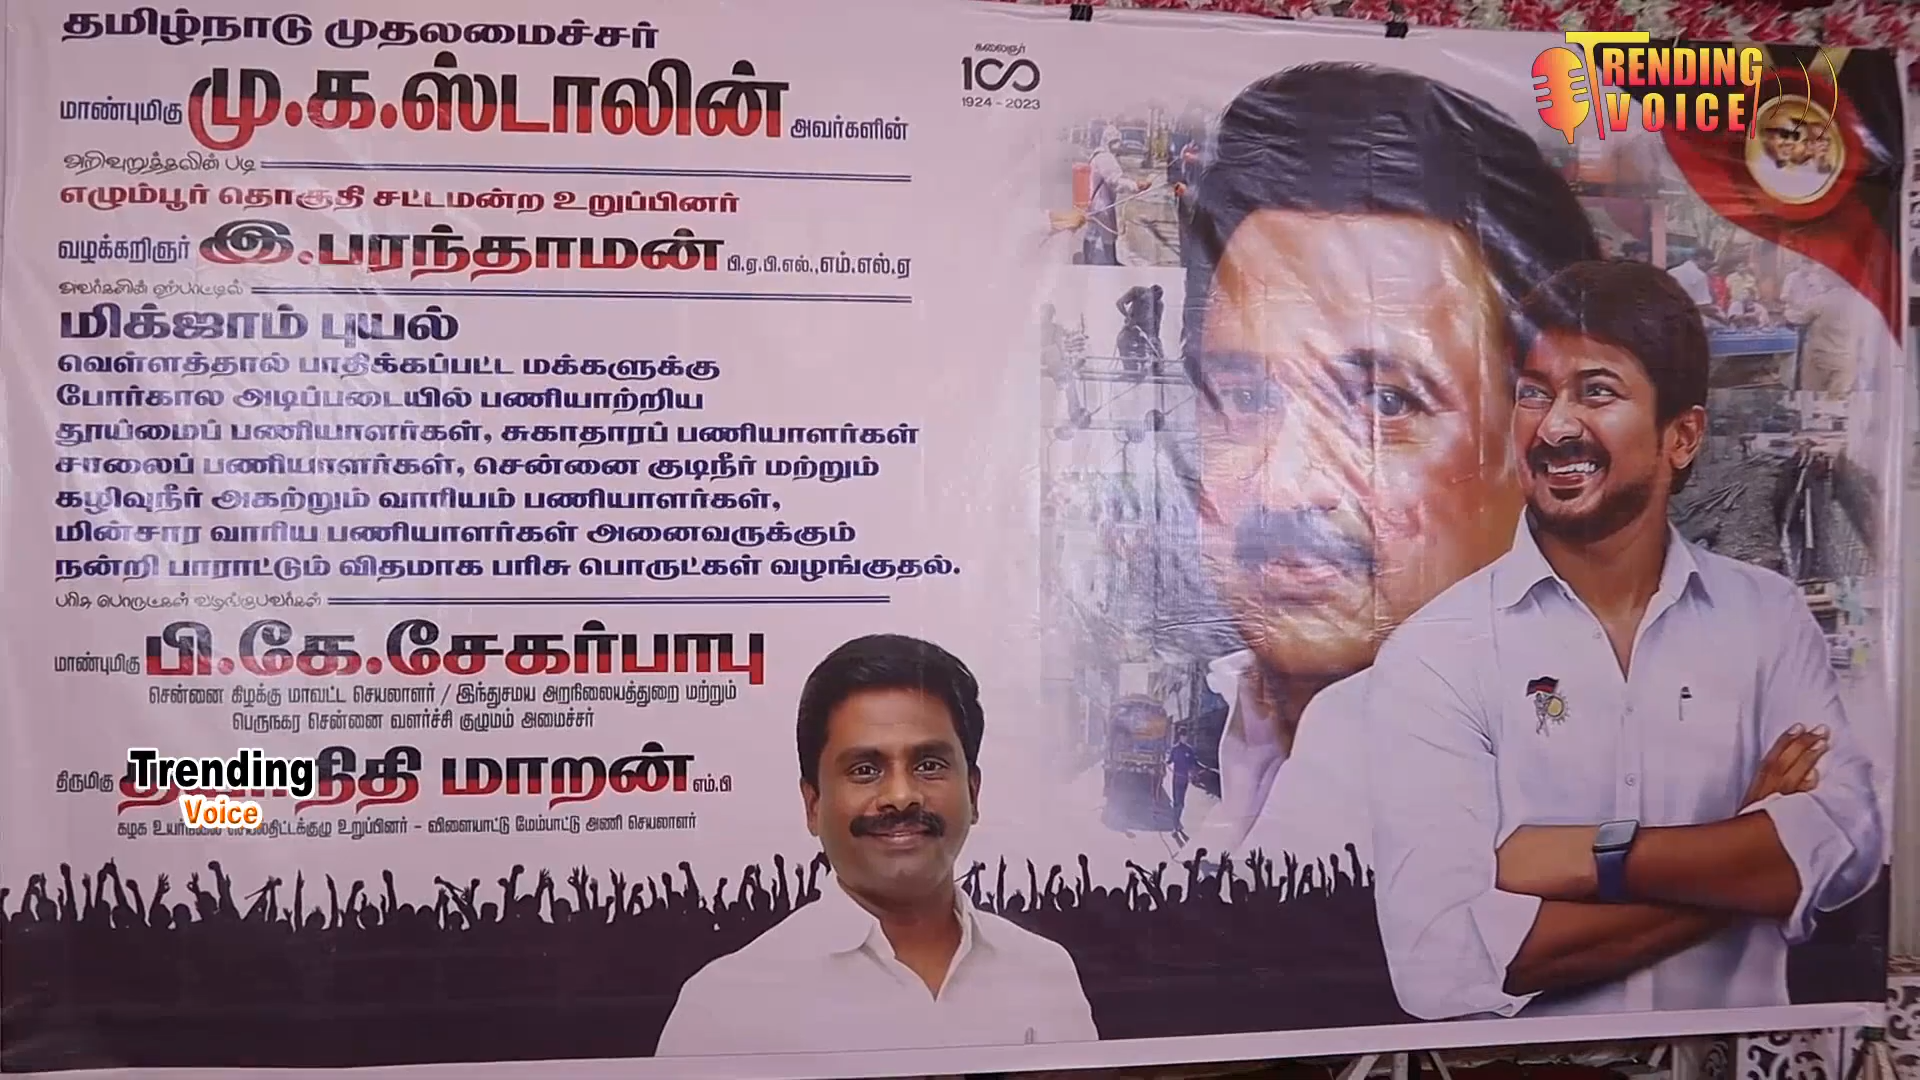 தமிழ்நாடு முதலமைச்சர்
மாண்புமிகு மு.க.ஸ்டாலின் அவர்களின்
அறிவுறுத்தலின் படி
எழும்பூர் தொகுதி சட்டமன்ற உறுப்பினர்
வழக்கறிஞர் இ.பரந்தாமன் பி.ஏ.பி.எல்.,எம்.எல்.ஏ
அவர்களின் ஏற்பாட்டில்
மிக்ஜாம் புயல்
வெள்ளத்தால் பாதிக்கப்பட்ட மக்களுக்கு
போர்கால அடிப்படையில் பணியாற்றிய
தூய்மைப் பணியாளர்கள், சுகாதாரப் பணியாளர்கள்
சாலைப் பணியாளர்கள், சென்னை குடிநீர் மற்றும்
கழிவுநீர் அகற்றும் வாரியம் பணியாளர்கள்,
மின்சார வாரிய பணியாளர்கள் அனைவருக்கும்
நன்றி பாராட்டும் விதமாக பரிசு பொருட்கள் வழங்குதல்.
பரிசு பொருட்கள் வழங்குபவர்கள்
மாண்புமிகு பி.கே.சேகர்பாபு
சென்னை கிழக்கு மாவட்ட செயலாளர் / இந்துசமய அறநிலையத்துறை மற்றும்
பெருநகர சென்னை வளர்ச்சி குழுமம் அமைச்சர்
திருமிகு மாறன் எம்.பி
கழக உறுப்பினர் - விளையாட்டு மேம்பாட்டு அணி செயலாளர்
Trending
Voice
கலைஞர்
100
1924 - 2023
TRENDING
VOICE